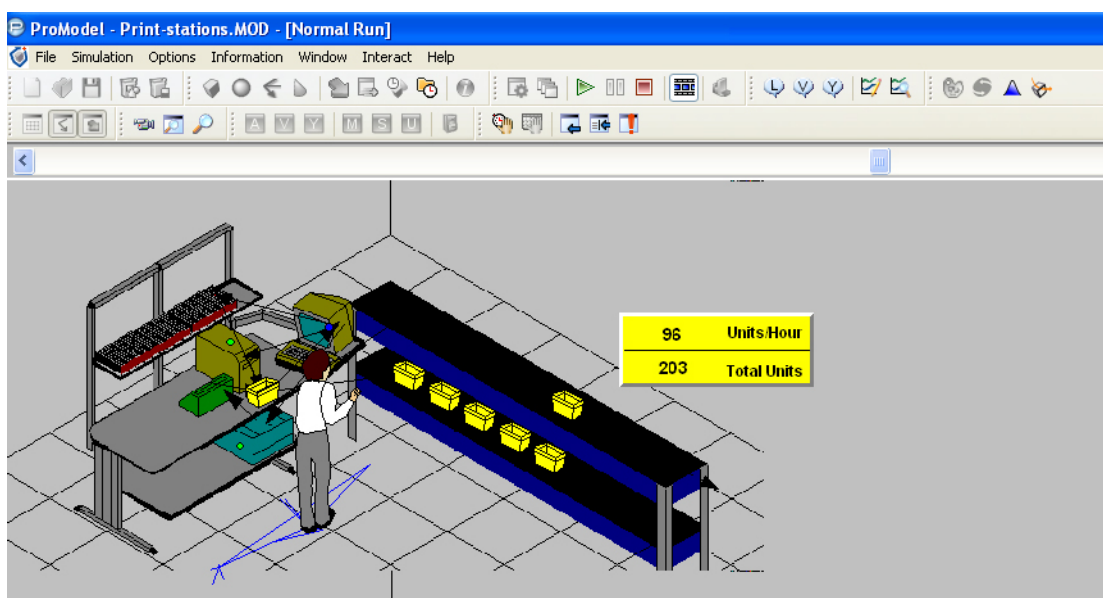 ProModel - Print-stations.MOD - [Normal Run]
File Simulation Options Information Window Interact Help
L V Y
A V Y M S U B
96 Units/Hour
203 Total Units